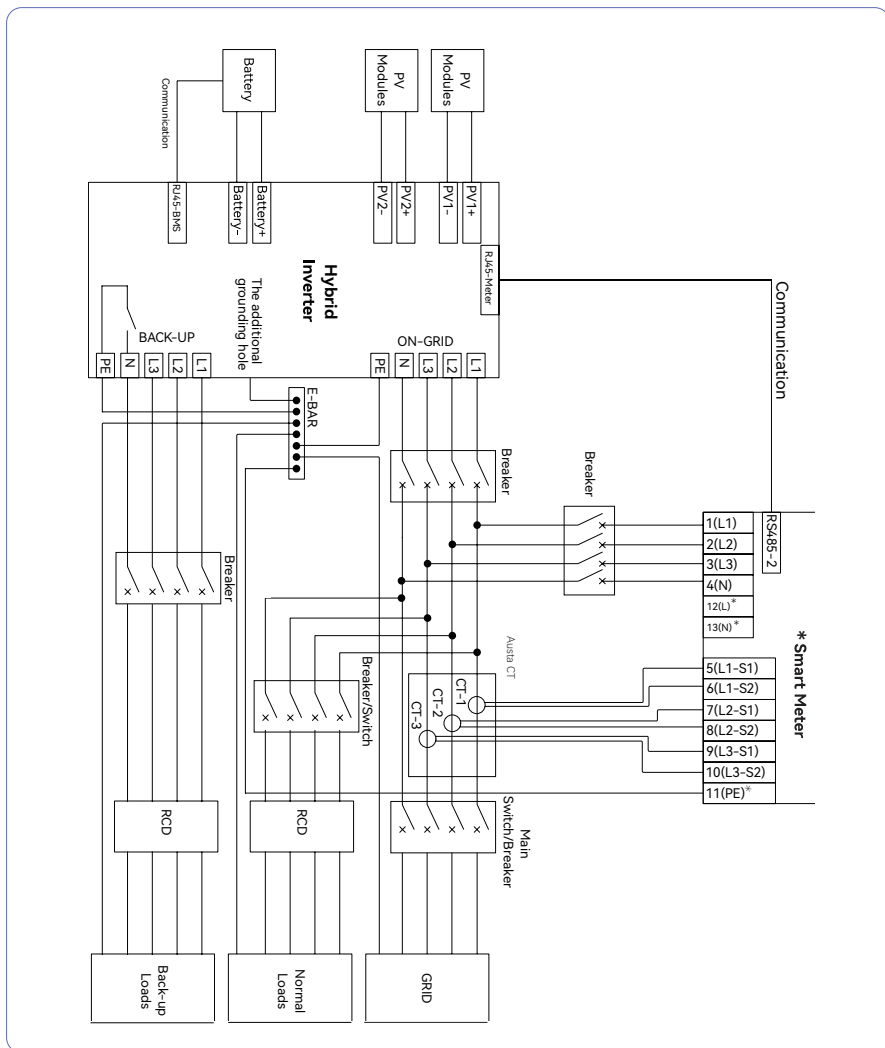 Battery
PV
Modules
PV
Modules
Communication
RJ45-BMS
Battery-
Battery+
PV2-
PV2+
PV1-
PV1+
RJ45-Meter
Hybrid
Inverter
The additional
grounding hole
Communication
BACK-UP
ON-GRID
PE
N
L3
L2
L1
PE
N
L3
L2
L1
E-BAR
Breaker
Breaker
RS485-2
1(L1)
2(L2)
3(L3)
4(N)
12(L)*
13(N)*
* Smart Meter
Breaker
Austa CT
5(L1-S1)
6(L1-S2)
7(L2-S1)
8(L2-S2)
9(L3-S1)
10(L3-S2)
11(PE)*
Breaker/Switch
CT-1
CT-2
CT-3
Main
Switch/Breaker
RCD
RCD
Back-up
Loads
Normal
Loads
GRID